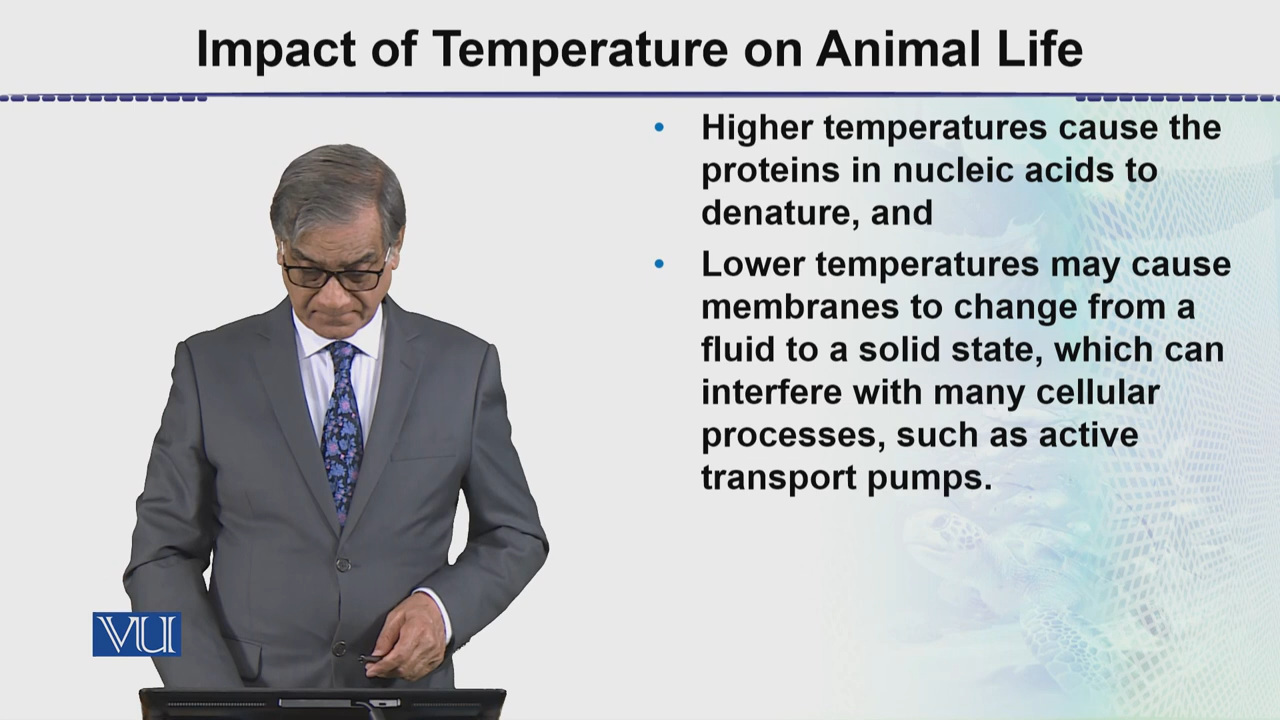 Impact of Temperature on Animal Life
• Higher temperatures cause the
proteins in nucleic acids to
denature, and
• Lower temperatures may cause
membranes to change from a
fluid to a solid state, which can
interfere with many cellular
processes, such as active
transport pumps.
VU